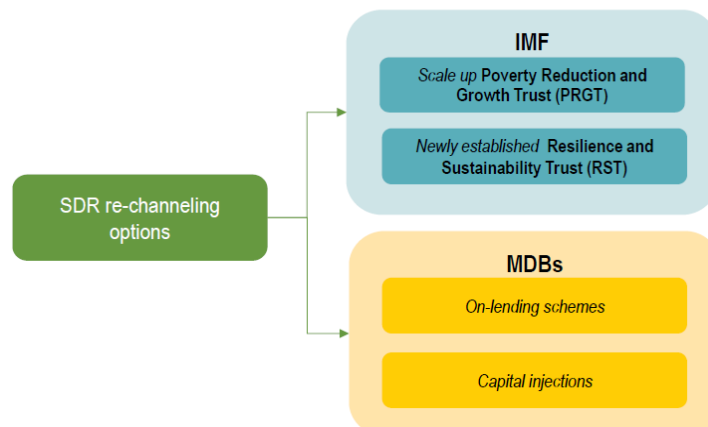 IMF
Scale up Poverty Reduction and
Growth Trust (PRGT)
Newly established Resilience and
Sustainability Trust (RST)
SDR re-channeling
options
MDBs
On-lending schemes
Capital injections